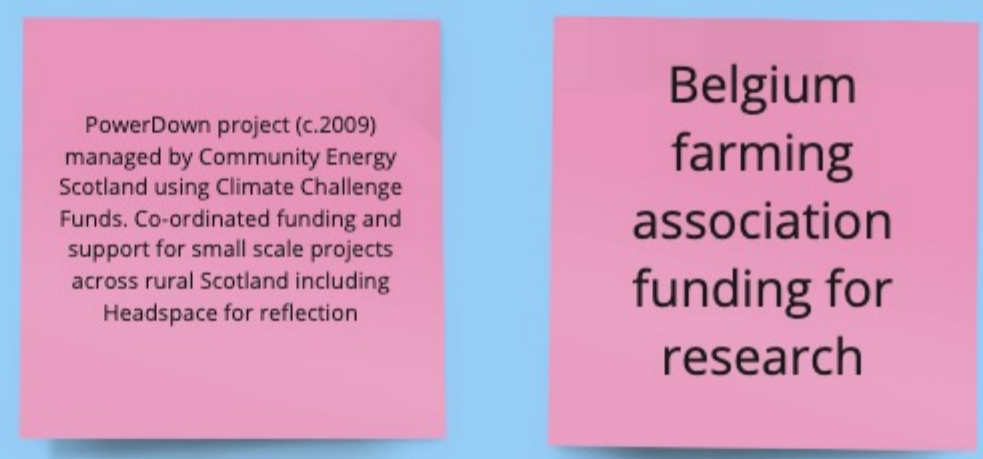 PowerDown project (c.2009)
managed by Community Energy
Scotland using Climate Challenge
Funds. Co-ordinated funding and
support for small scale projects
across rural Scotland including
Headspace for reflection
Belgium
farming
association
funding for
research